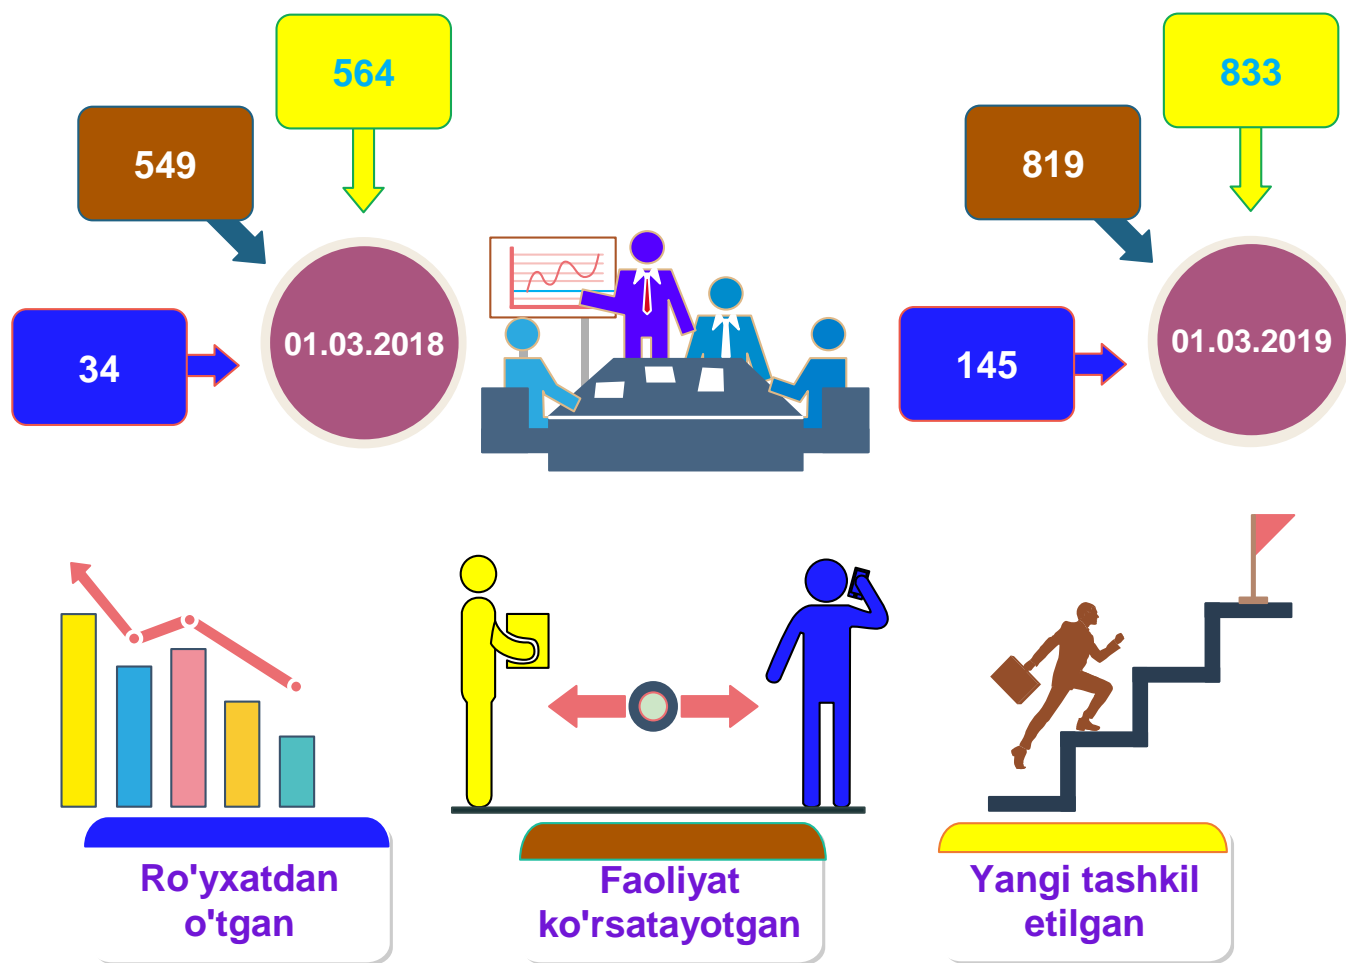 564
833
549
819
01.03.2018
01.03.2019
34
145
Ro'yxatdan
o'tgan
Faoliyat
ko'rsatayotgan
Yangi tashkil
etilgan